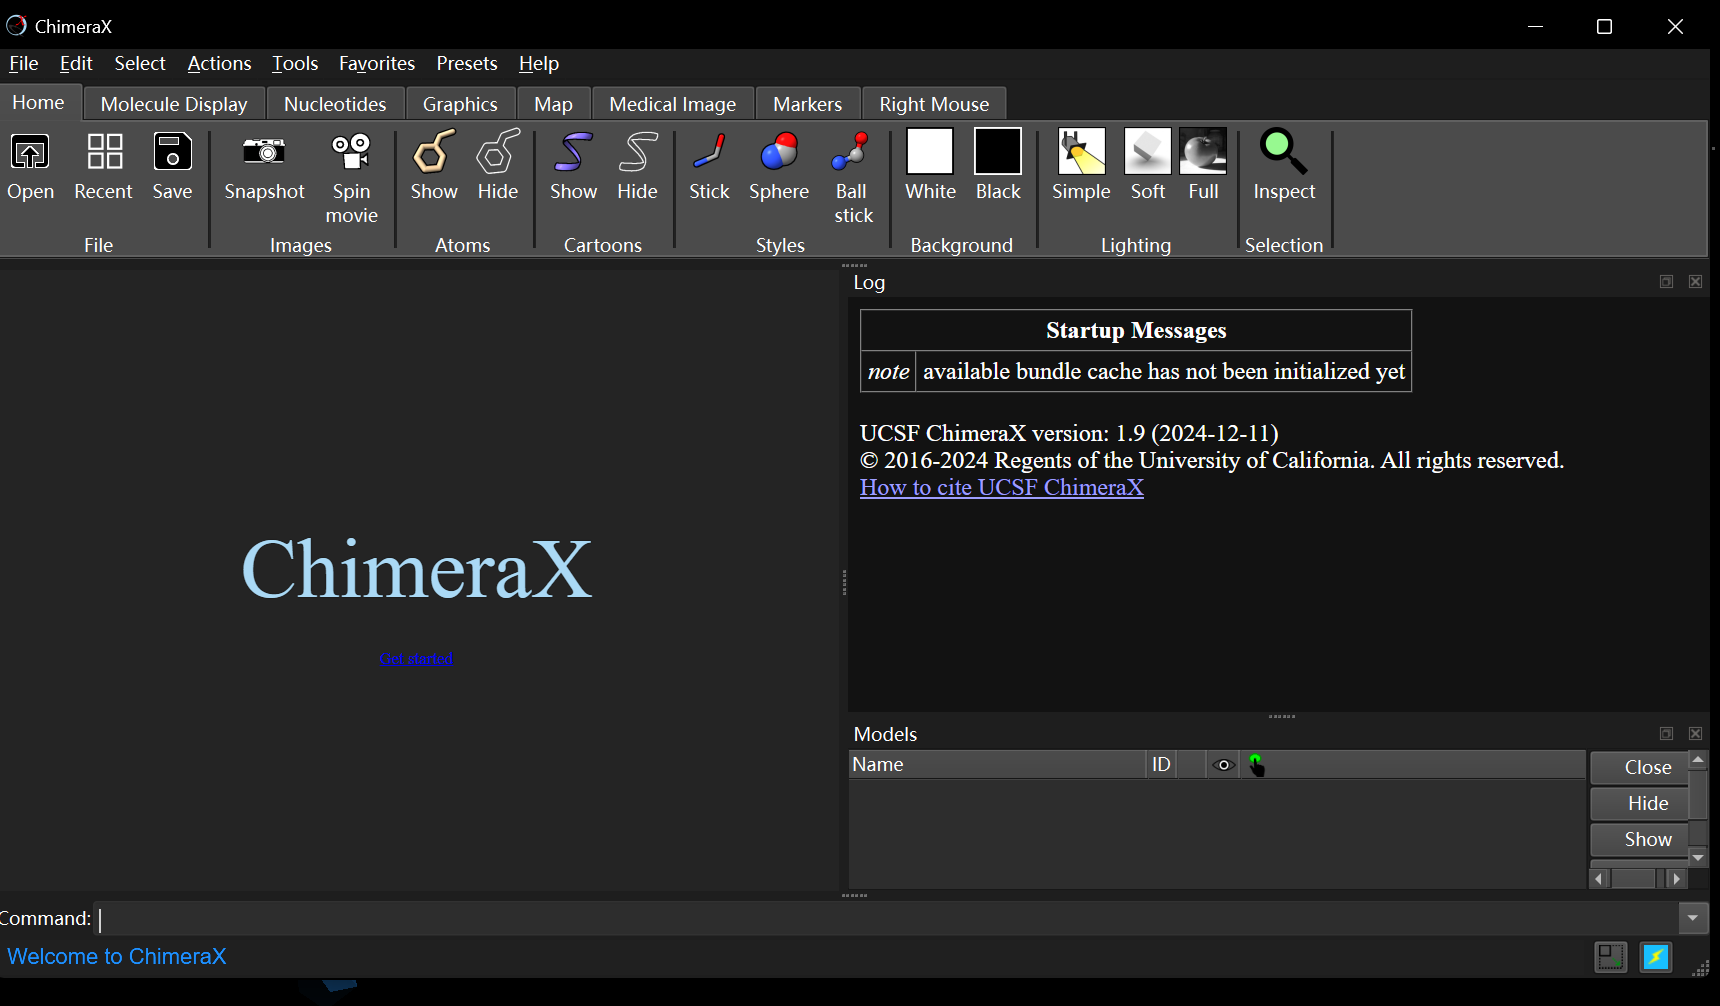 ChimeraX
File Edit Select Actions Tools Favorites Presets Help
Home Molecule Display Nucleotides Graphics Map Medical Image Markers Right Mouse
Open Recent Save Snapshot Spin movie Show Hide Show Hide Stick Sphere Ball stick White Black Simple Soft Full Inspect
File Images Atoms Cartoons Styles Background Lighting Selection
Log
Startup Messages
note available bundle cache has not been initialized yet
UCSF ChimeraX version: 1.9 (2024-12-11)
© 2016-2024 Regents of the University of California. All rights reserved.
How to cite UCSF ChimeraX
ChimeraX
Get started
Models
Name ID
Close
Hide
Show
Command:
Welcome to ChimeraX